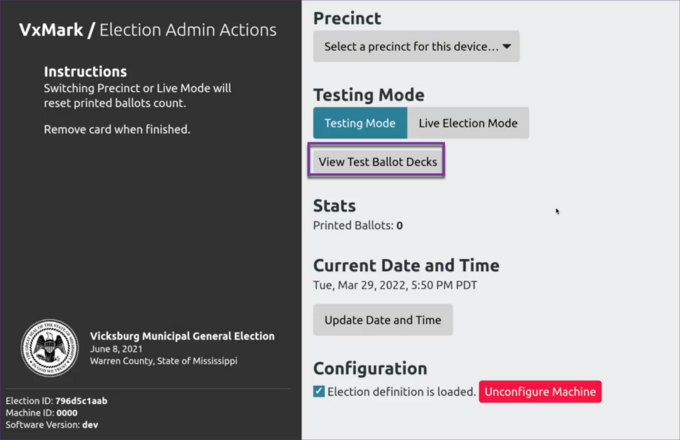 VxMark / Election Admin Actions
Instructions
Switching Precinct or Live Mode will
reset printed ballots count.
Remove card when finished.
Vicksburg Municipal General Election
June 8, 2021
Warren County, State of Mississippi
Election ID: 796d5c1aab
Machine ID: 0000
Software Version: dev
Precinct
Select a precinct for this device…
Testing Mode
Testing Mode Live Election Mode
View Test Ballot Decks
Stats
Printed Ballots: 0
Current Date and Time
Tue, Mar 29, 2022, 5:50 PM PDT
Update Date and Time
Configuration
Election definition is loaded. Unconfigure Machine